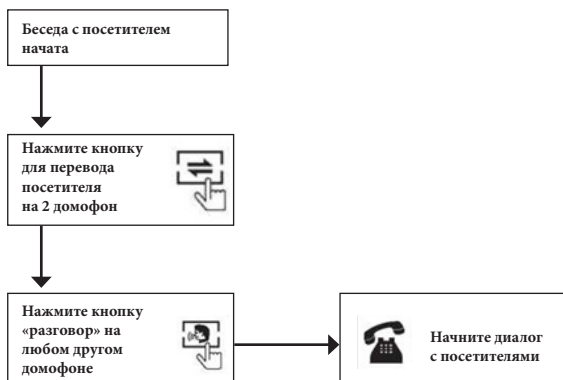 Беседа с посетителем
начата
Нажмите кнопку
для перевода
посетителя
на 2 домофон
Нажмите кнопку
«разговор» на
любом другом
домофоне
Начните диалог
с посетителями